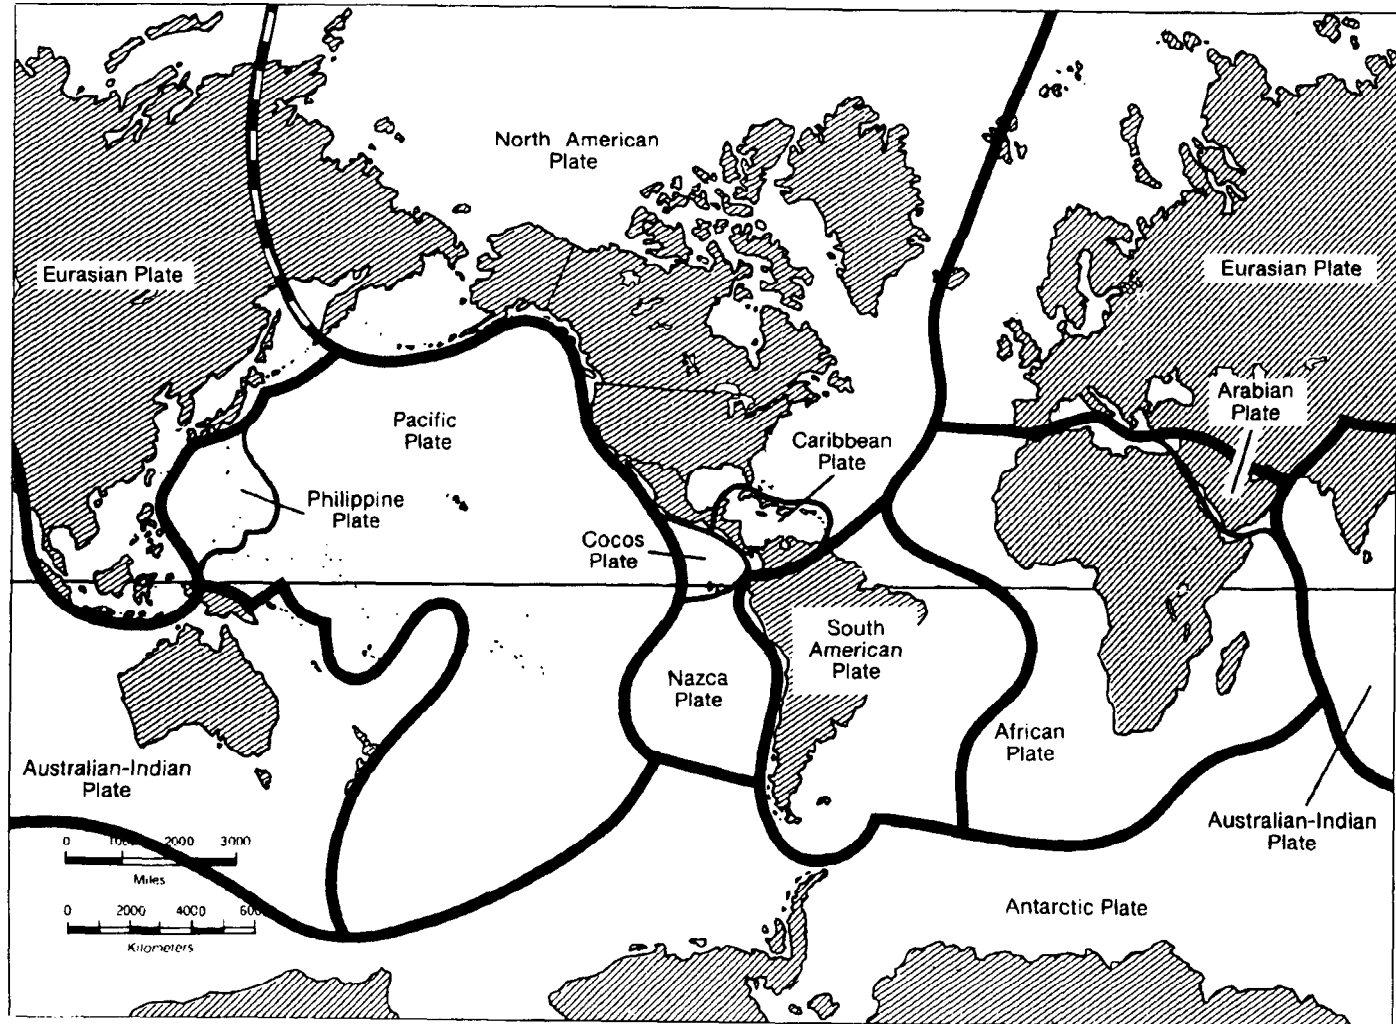 North American
Plate
Eurasian Plate
Eurasian Plate
Arabian
Plate
Pacific
Plate
Caribbean
Plate
Philippine
Plate
Cocos
Plate
South
American
Plate
Nazca
Plate
African
Plate
Australian-Indian
Plate
Australian-Indian
Plate
0 1000 2000 3000
Miles
0 2000 4000
Kilometers
Antarctic Plate